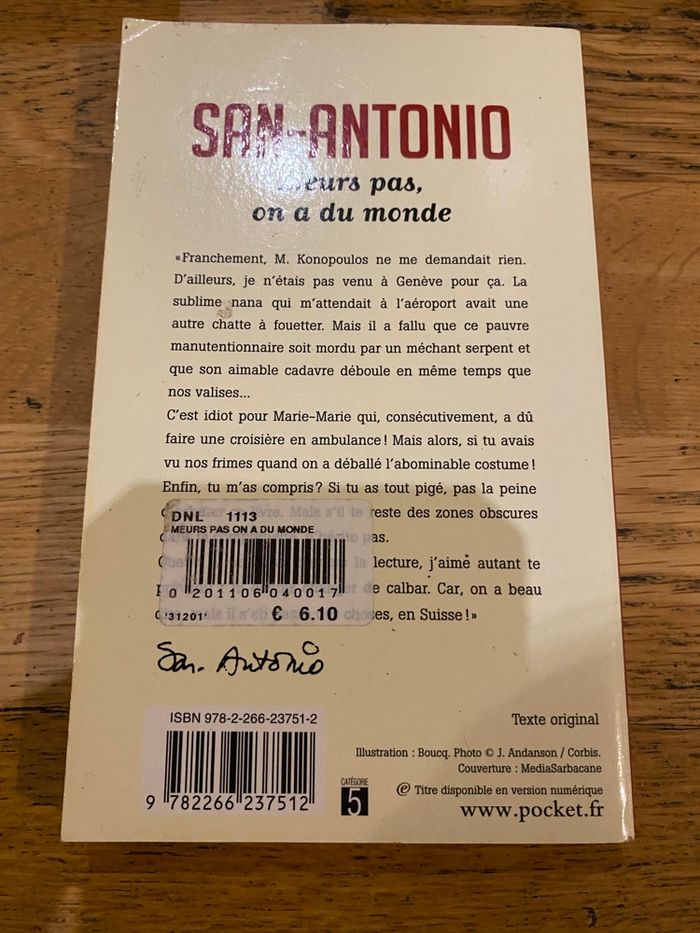 SAN-ANTONIO
Meurs pas,
on a du monde
«Franchement, M. Konopoulos ne me demandait rien.
D'ailleurs, je n'étais pas venu à Genève pour ça. La
sublime nana qui m'attendait à l'aéroport avait une
autre chatte à fouetter. Mais il a fallu que ce pauvre
manutentionnaire soit mordu par un méchant serpent et
que son aimable cadavre déboule en même temps que
nos valises...
C'est idiot pour Marie-Marie qui, consécutivement, a dû
faire une croisière en ambulance! Mais alors, si tu avais
vu nos frimes quand on a déballé l'abominable costume!
Enfin, tu m'as compris? Si tu as tout pigé, pas la peine
livre. Mais s'il te reste des zones obscures
pas.
la lecture, j'aime autant te
de calbar. Car, on a beau
choses, en Suisse!»
DNL 1113
MEURS PAS ON A DU MONDE
0 201106 040017
'31201' € 6.10
San-Antonio
ISBN 978-2-266-23751-2
9 782266 237512
Texte original
Illustration : Boucq. Photo © J. Andanson / Corbis.
Couverture : MediaSarbacane
CATÉGORIE
5
e Titre disponible en version numérique
www.pocket.fr